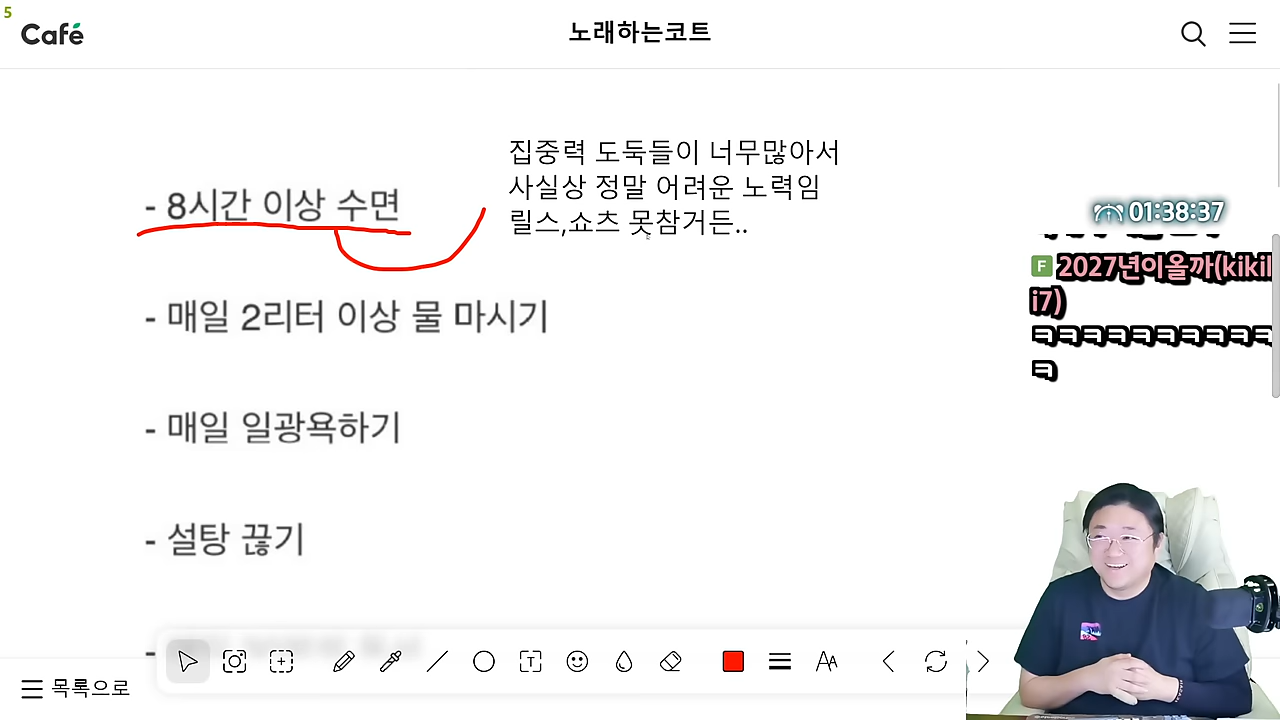 5
Café
노래하는코트
집중력 도둑들이 너무많아서
사실상 정말 어려운 노력임
릴스,쇼츠 못참거든..
- 8시간 이상 수면
- 매일 2리터 이상 물 마시기
- 매일 일광욕하기
- 설탕 끊기
-
목록으로
01:38:37
F 2027년이올까(kikil
i7)
ㅋㅋㅋㅋㅋㅋㅋㅋㅋㅋ
ㅋ
T
AA